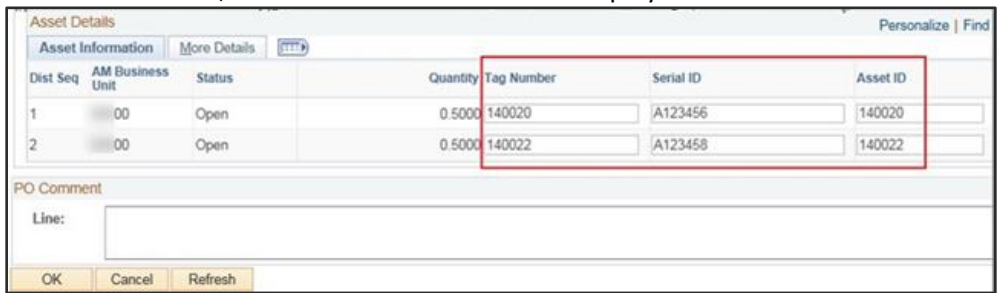 Asset Details
Personalize | Find
Asset Information More Details
Dist Seq AM Business Unit Status Quantity Tag Number Serial ID Asset ID
1 00 Open 0.5000 140020 A123456 140020
2 00 Open 0.5000 140022 A123458 140022
PO Comment
Line:
OK Cancel Refresh